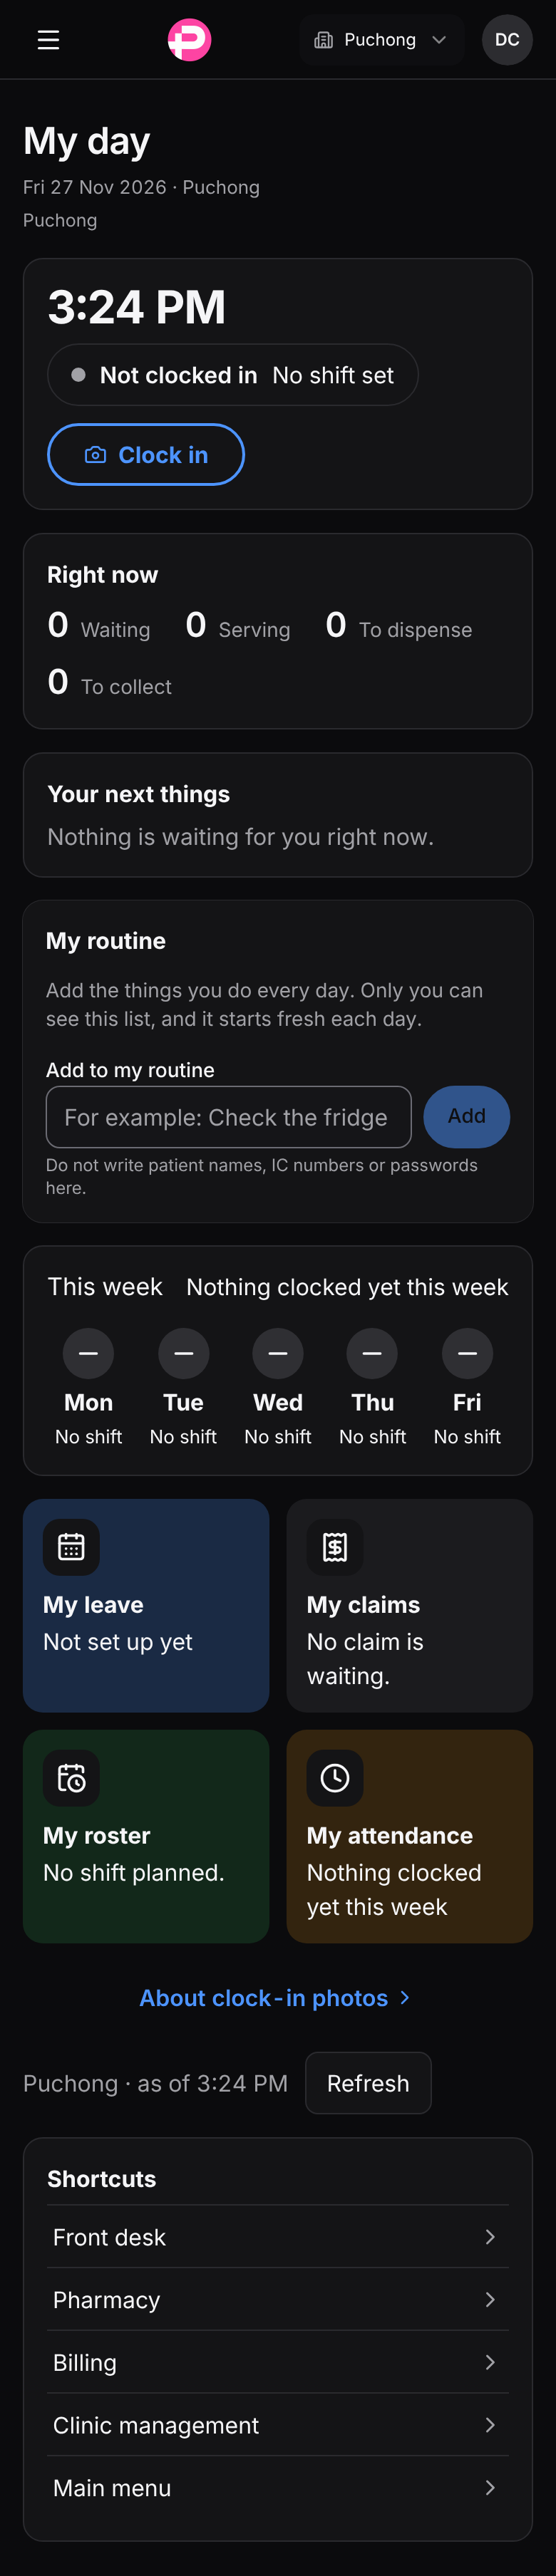 Puchong
DC
My day
Fri 27 Nov 2026 · Puchong
Puchong
3:24 PM
Not clocked in No shift set
Clock in
Right now
0 Waiting 0 Serving 0 To dispense
0 To collect
Your next things
Nothing is waiting for you right now.
My routine
Add the things you do every day. Only you can
see this list, and it starts fresh each day.
Add to my routine
For example: Check the fridge
Add
Do not write patient names, IC numbers or passwords
here.
This week Nothing clocked yet this week
Mon Tue Wed Thu Fri
No shift No shift No shift No shift No shift
My leave
Not set up yet
My claims
No claim is
waiting.
My roster
No shift planned.
My attendance
Nothing clocked
yet this week
About clock-in photos
Puchong · as of 3:24 PM
Refresh
Shortcuts
Front desk
Pharmacy
Billing
Clinic management
Main menu